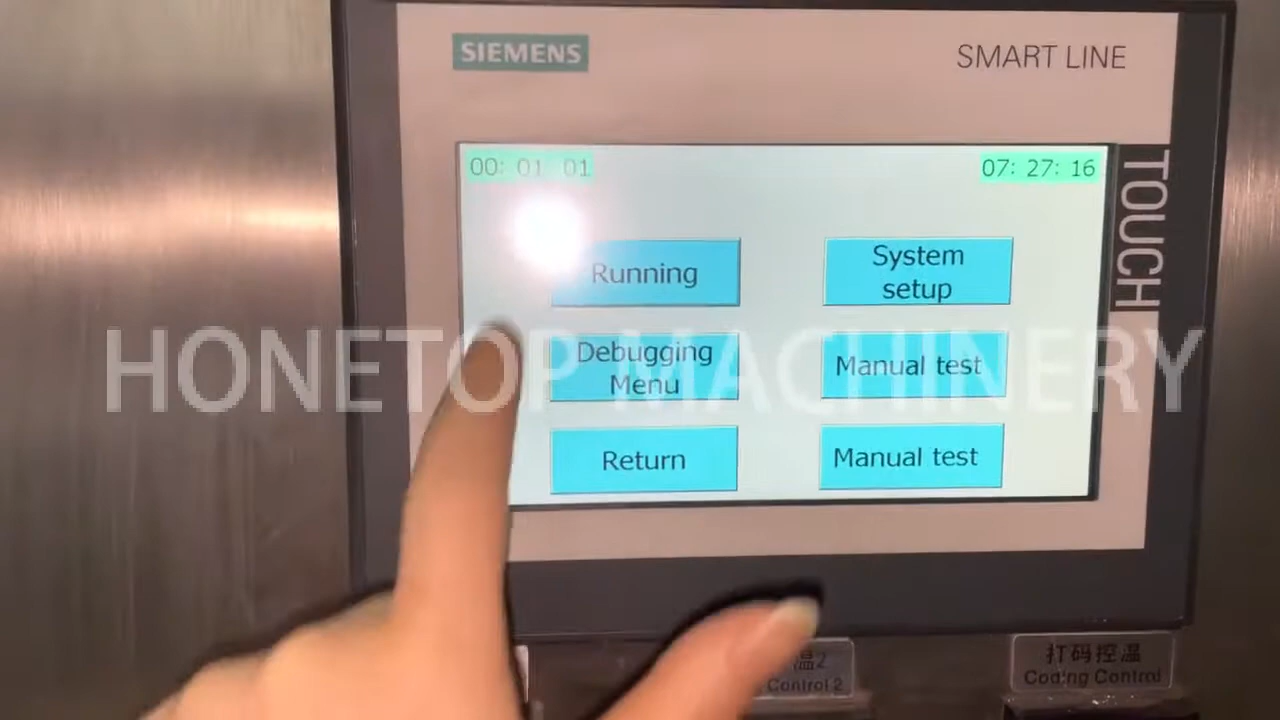 SIEMENS
SMART LINE
TOUCH
00: 01 01
07: 27: 16
Running
System
setup
Debugging
Menu
Manual test
Return
Manual test
HONETOP MACHINERY
温2
Control 2
打码控温
Coding Control